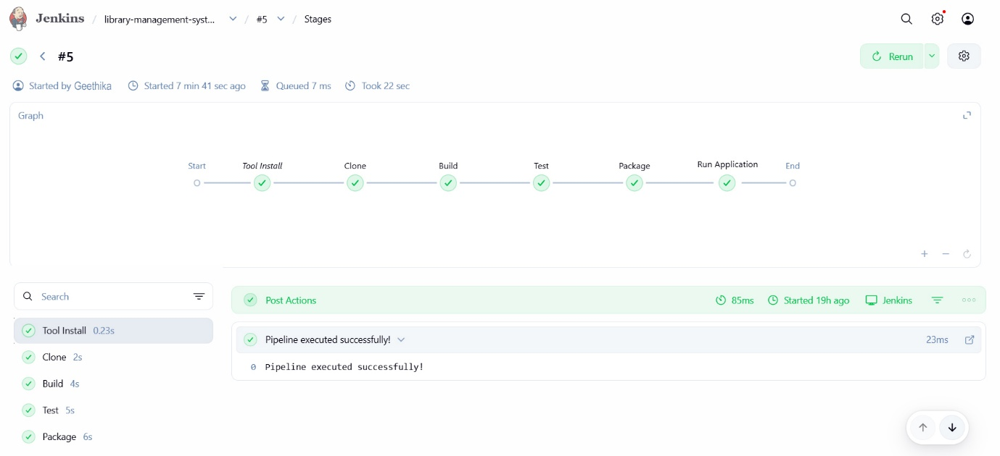 Jenkins / library-management-syst... / #5 / Stages
#5
Rerun
Started by Geethika Started 7 min 41 sec ago Queued 7 ms Took 22 sec
Graph
Start Tool Install Clone Build Test Package Run Application End
Search
Post Actions 85ms Started 19h ago Jenkins
Tool Install 0.23s
Pipeline executed successfully! 23ms
Clone 2s
0 Pipeline executed successfully!
Build 4s
Test 5s
Package 6s